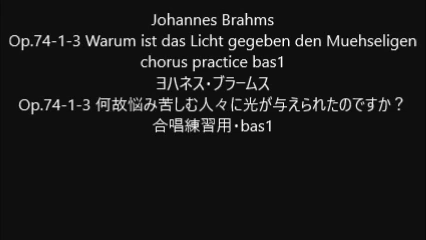 Johannes Brahms
Op.74-1-3 Warum ist das Licht gegeben den Muehseligen
chorus practice bas1
ヨハネス・ブラームス
Op.74-1-3 何故悩み苦しむ人々に光が与えられたのですか？
合唱練習用・bas1